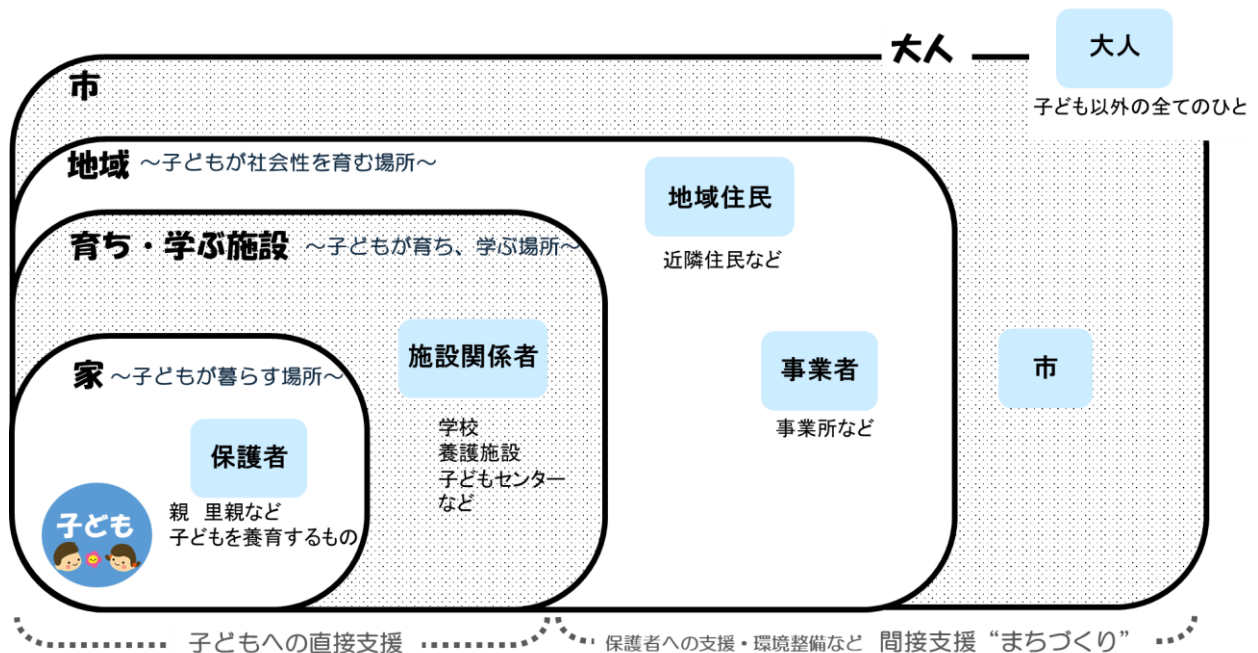 大人
大人
子ども以外の全てのひと
市
地域 ～子どもが社会性を育む場所～
地域住民
近隣住民など
育ち・学ぶ施設 ～子どもが育ち、学ぶ場所～
施設関係者
学校
養護施設
子どもセンター
など
事業者
事業所など
市
家 ～子どもが暮らす場所～
保護者
親 里親など
子どもを養育するもの
子ども
子どもへの直接支援
保護者への支援・環境整備など 間接支援 “まちづくり”